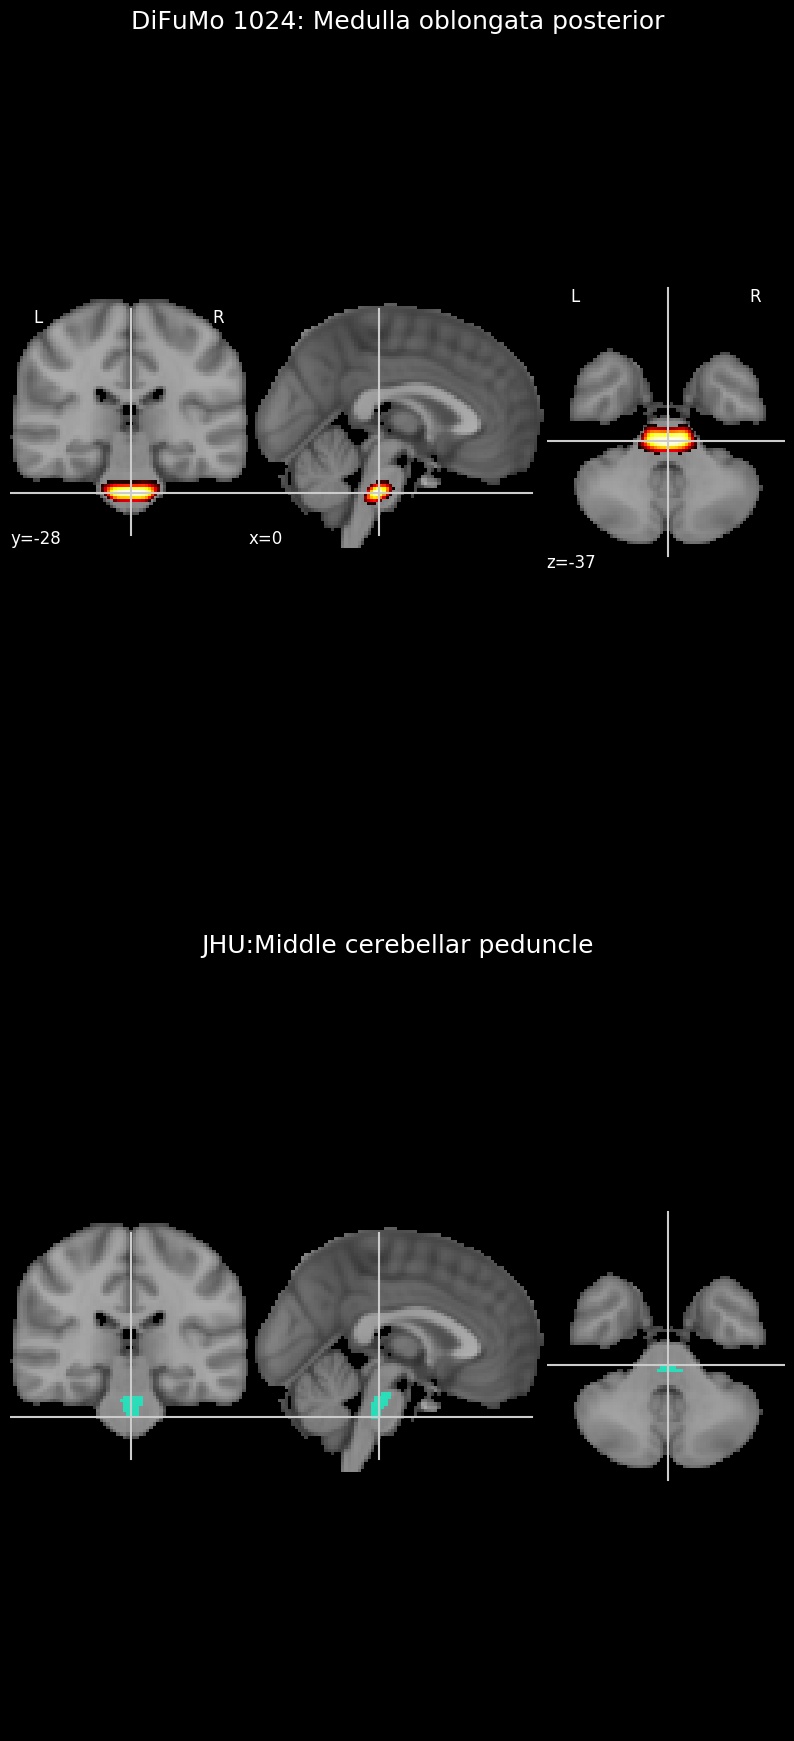 DiFuMo 1024: Medulla oblongata posterior
L R
L R
y=-28
x=0
z=-37
JHU:Middle cerebellar peduncle